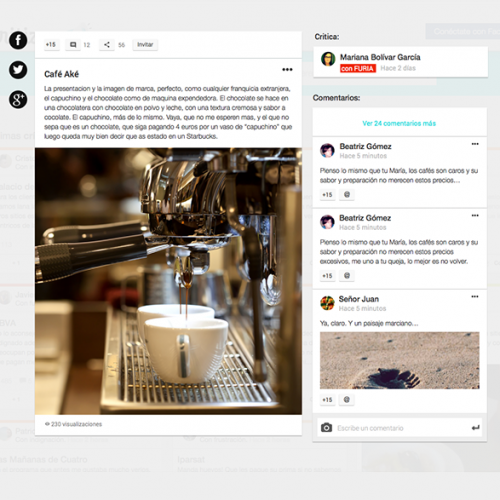 +15 12 56 Invitar
Café Aké
La presentacion y la imagen de marca, perfecto, como cualquier franquicia extranjera,
el capuchino y el chocolate como de maquina expendedora. El chocolate se hace en
una chocolatera con chocolate en polvo y leche, con una textura cremosa y sabor a
cocolate. El capuchino, más de lo mismo. Vaya, que no me esperen mas, y el que no
sepa que es un chocolate, que siga pagando 4 euros por un vaso de "capuchino" que
luego queda muy bien decir que as estado en un Starbucks.
230 visualizaciones
Crítica:
Mariana Bolívar García
con FURIA Hace 2 días
Comentarios:
Ver 24 comentarios más
Beatriz Gómez
Hace 5 minutos
Pienso lo mismo que tu María, los cafés son caros y su
sabor y preparación no merecen estos precios...
+15 @
Beatriz Gómez
Hace 5 minutos
Pienso lo mismo que tu María, los cafés son caros y su
sabor y preparación no merecen estos precios
excesivos, me uno a tu queja, lo mejor es no volver.
+15 @
Señor Juan
Hace 5 minutos
Ya, claro. Y un paisaje marciano...
+15 @
Escribe un comentario